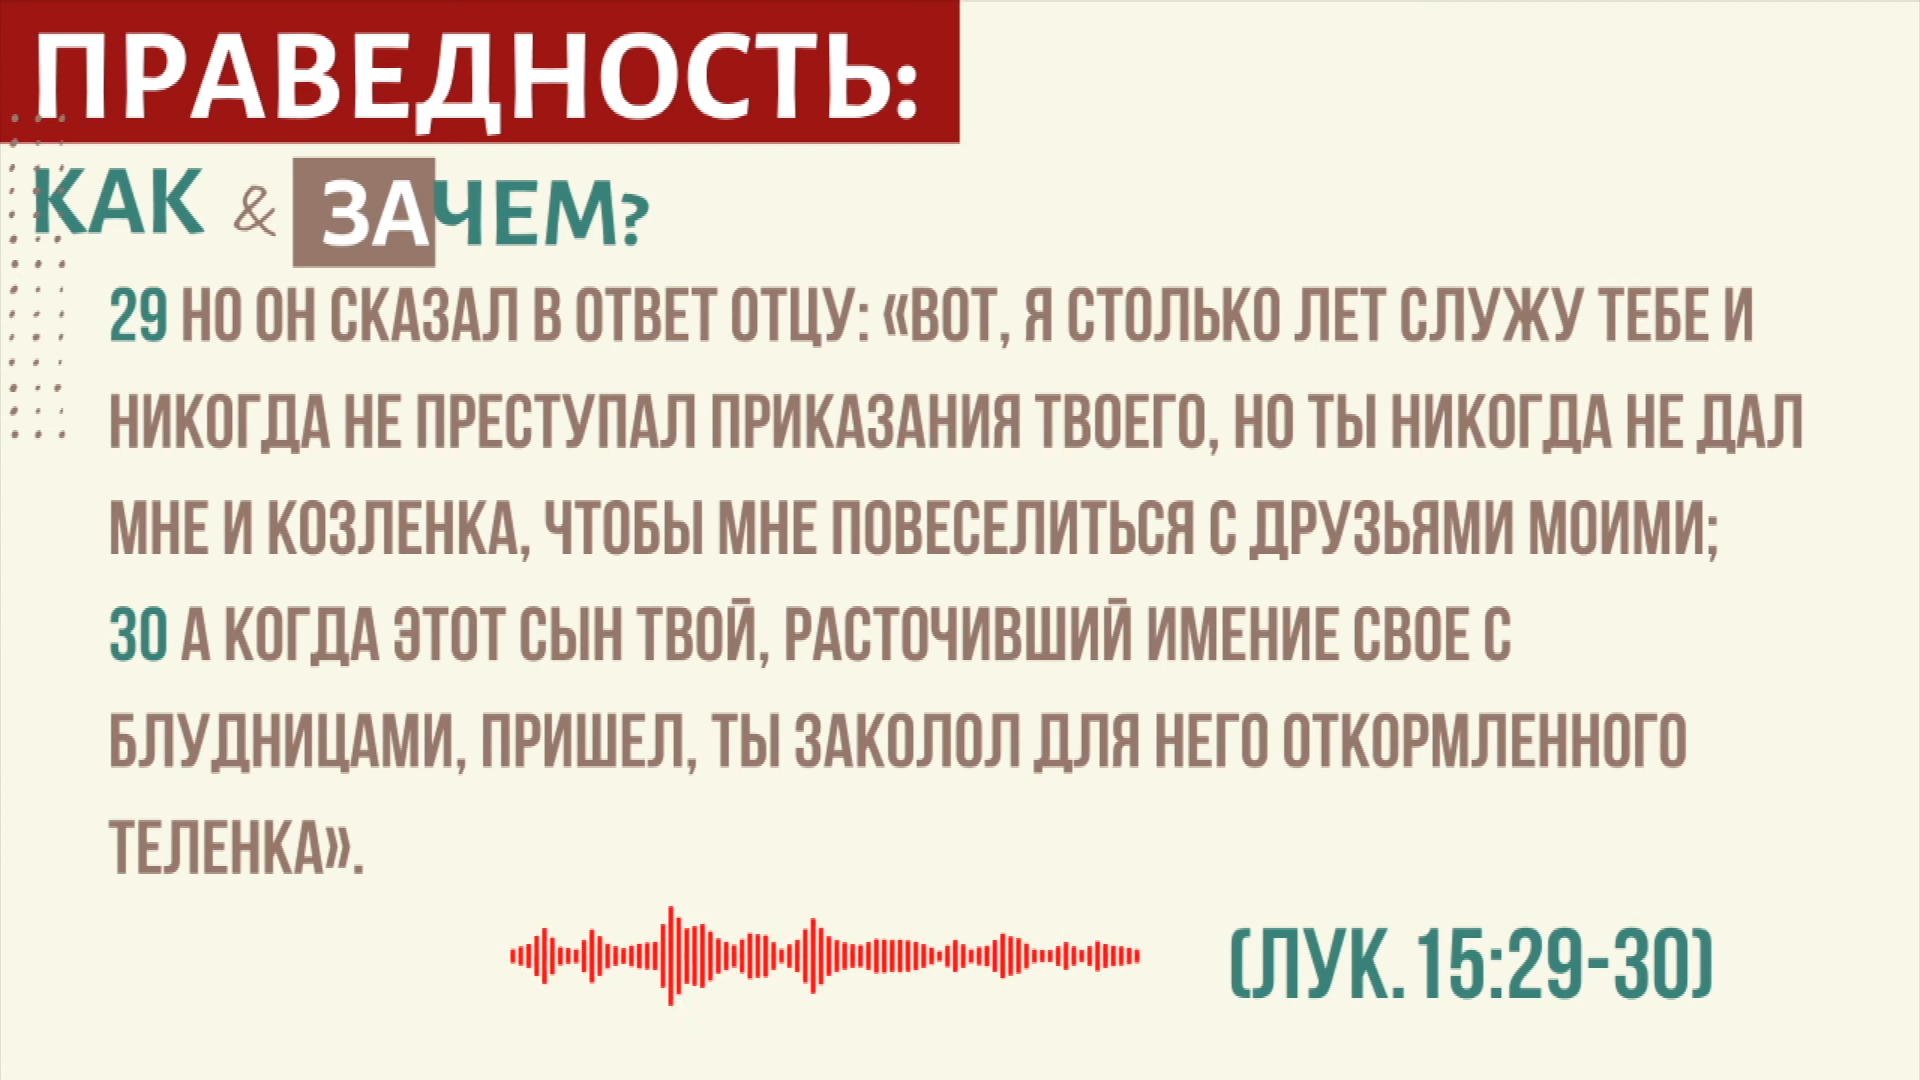 ПРАВЕДНОСТЬ:
КАК & ЗАЧЕМ?
29 НО ОН СКАЗАЛ В ОТВЕТ ОТЦУ: «ВОТ, Я СТОЛЬКО ЛЕТ СЛУЖУ ТЕБЕ И
НИКОГДА НЕ ПРЕСТУПАЛ ПРИКАЗАНИЯ ТВОЕГО, НО ТЫ НИКОГДА НЕ ДАЛ
МНЕ И КОЗЛЕНКА, ЧТОБЫ МНЕ ПОВЕСЕЛИТЬСЯ С ДРУЗЬЯМИ МОИМИ;
30 А КОГДА ЭТОТ СЫН ТВОЙ, РАСТОЧИВШИЙ ИМЕНИЕ СВОЕ С
БЛУДНИЦАМИ, ПРИШЕЛ, ТЫ ЗАКОЛОЛ ДЛЯ НЕГО ОТКОРМЛЕННОГО
ТЕЛЕНКА».
(ЛУК. 15:29-30)